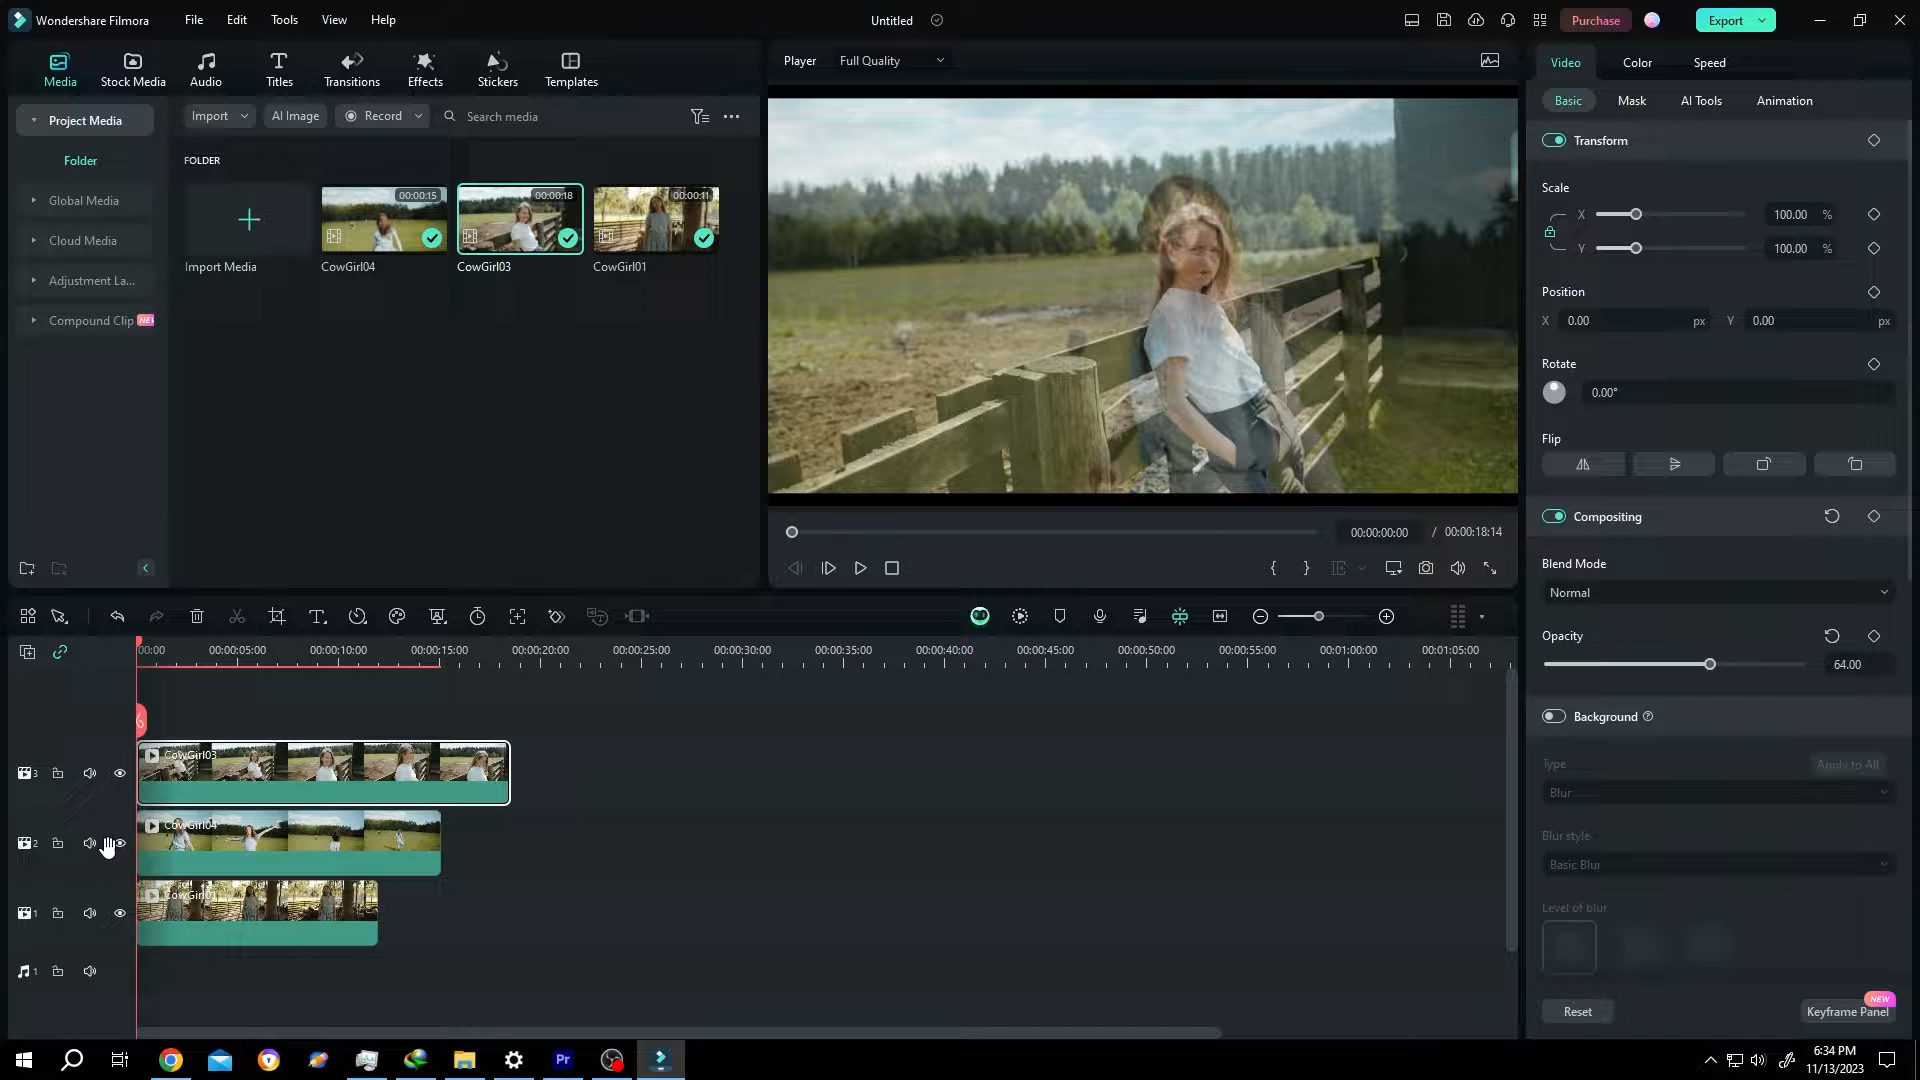 Wondershare Filmora
File
Edit
Tools
View
Help
Untitled
Purchase
Export
Media
Stock Media
Audio
Titles
Transitions
Effects
Stickers
Templates
Player
Full Quality
Video
Color
Speed
Basic
Mask
AI Tools
Animation
Project Media
Folder
Global Media
Cloud Media
Adjustment La...
Compound Clip
Import
AI Image
Record
Search media
FOLDER
Import Media
00:00:15
CowGirl04
00:00:18
CowGirl03
00:00:11
CowGirl01
00:00:00:00
/ 00:00:18:14
Transform
Scale
X 100.00 %
Y 100.00 %
Position
X 0.00 px Y 0.00 px
Rotate
0.00°
Flip
Compositing
Blend Mode
Normal
Opacity
64.00
Background
Type
Apply to All
Blur
Blur style
Basic Blur
Level of blur
Reset
NEW
Keyframe Panel
00:00
00:00:05:00
00:00:10:00
00:00:15:00
00:00:20:00
00:00:25:00
00:00:30:00
00:00:35:00
00:00:40:00
00:00:45:00
00:00:50:00
00:00:55:00
00:01:00:00
00:01:05:00
3
CowGirl03
2
CowGirl04
1
1
Pr
6:34 PM
11/13/2023